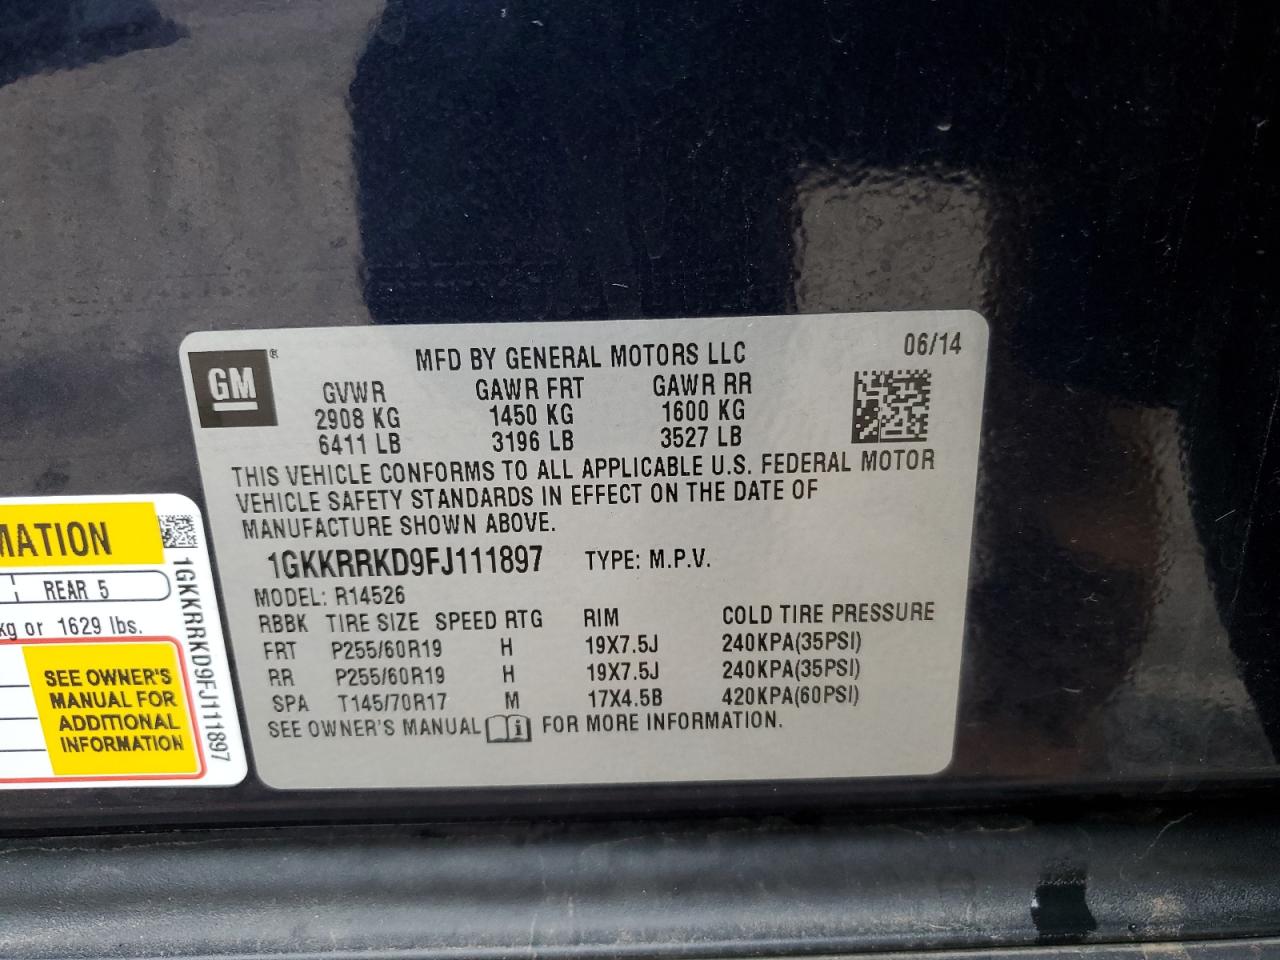 GM®
MFD BY GENERAL MOTORS LLC
06/14
GVWR GAWR FRT GAWR RR
2908 KG 1450 KG 1600 KG
6411 LB 3196 LB 3527 LB
THIS VEHICLE CONFORMS TO ALL APPLICABLE U.S. FEDERAL MOTOR
VEHICLE SAFETY STANDARDS IN EFFECT ON THE DATE OF
MANUFACTURE SHOWN ABOVE.
1GKKRRKD9FJ111897 TYPE: M.P.V.
MODEL: R14526
RBBK TIRE SIZE SPEED RTG RIM COLD TIRE PRESSURE
FRT P255/60R19 H 19X7.5J 240KPA(35PSI)
RR P255/60R19 H 19X7.5J 240KPA(35PSI)
SPA T145/70R17 M 17X4.5B 420KPA(60PSI)
SEE OWNER'S MANUAL FOR MORE INFORMATION.
MATION
REAR 5
kg or 1629 lbs.
SEE OWNER'S
MANUAL FOR
ADDITIONAL
INFORMATION
1GKKRRKD9FJ111897